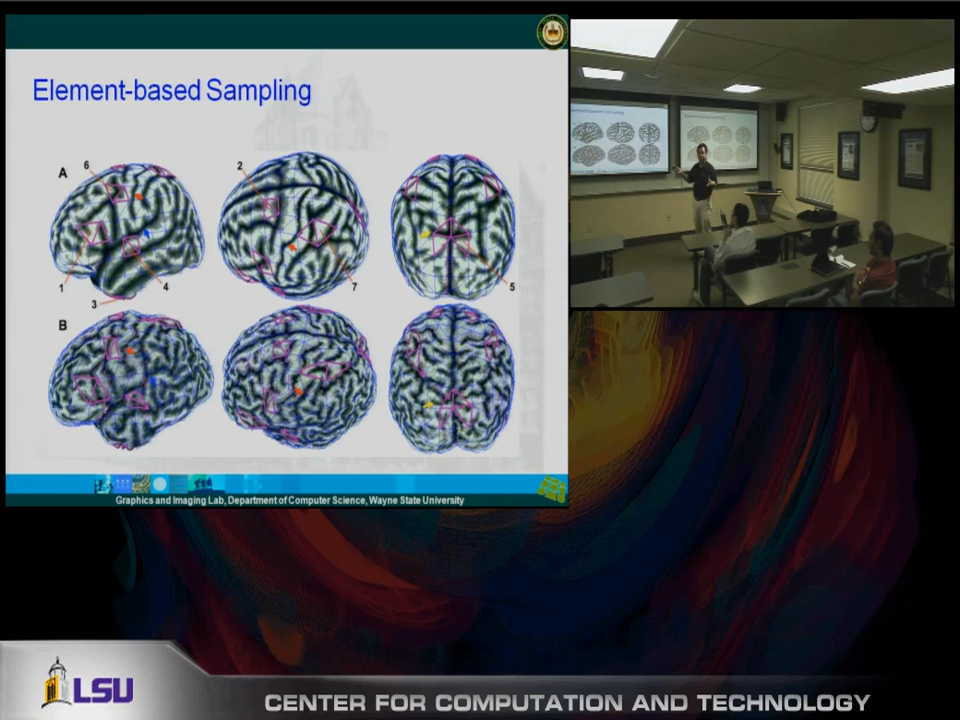 Element-based Sampling
A
6
2
1
3
4
7
5
B
Graphics and Imaging Lab, Department of Computer Science, Wayne State University
LSU
CENTER FOR COMPUTATION AND TECHNOLOGY